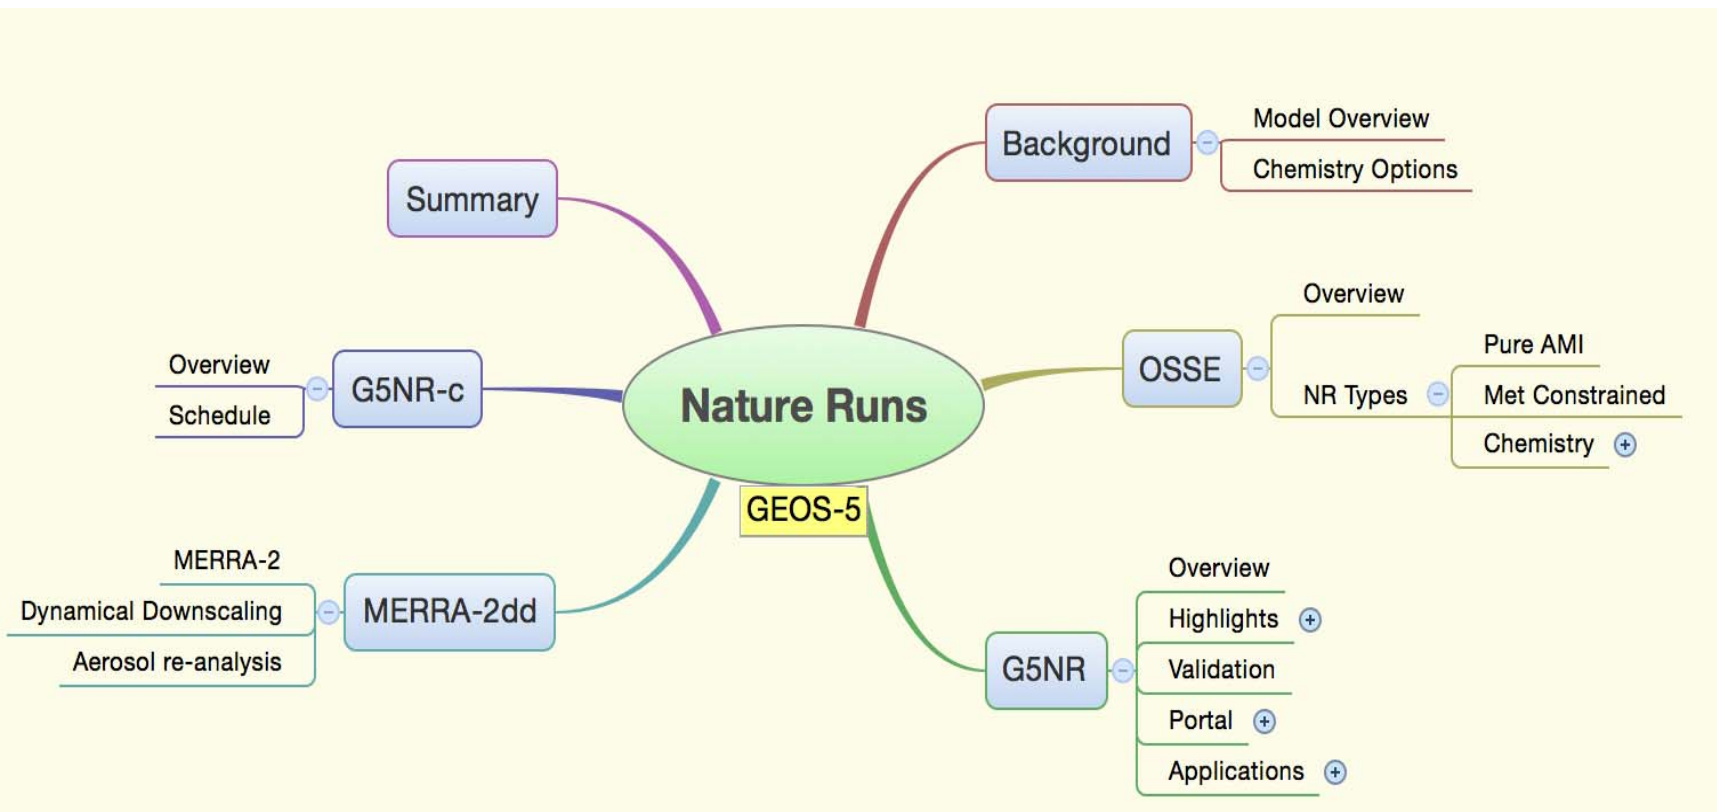 Background
Model Overview
Chemistry Options
Summary
Overview
OSSE
Pure AMI
NR Types
Met Constrained
Chemistry
Overview
G5NR-c
Schedule
Nature Runs
GEOS-5
MERRA-2
Dynamical Downscaling
MERRA-2dd
Aerosol re-analysis
Overview
Highlights
G5NR
Validation
Portal
Applications